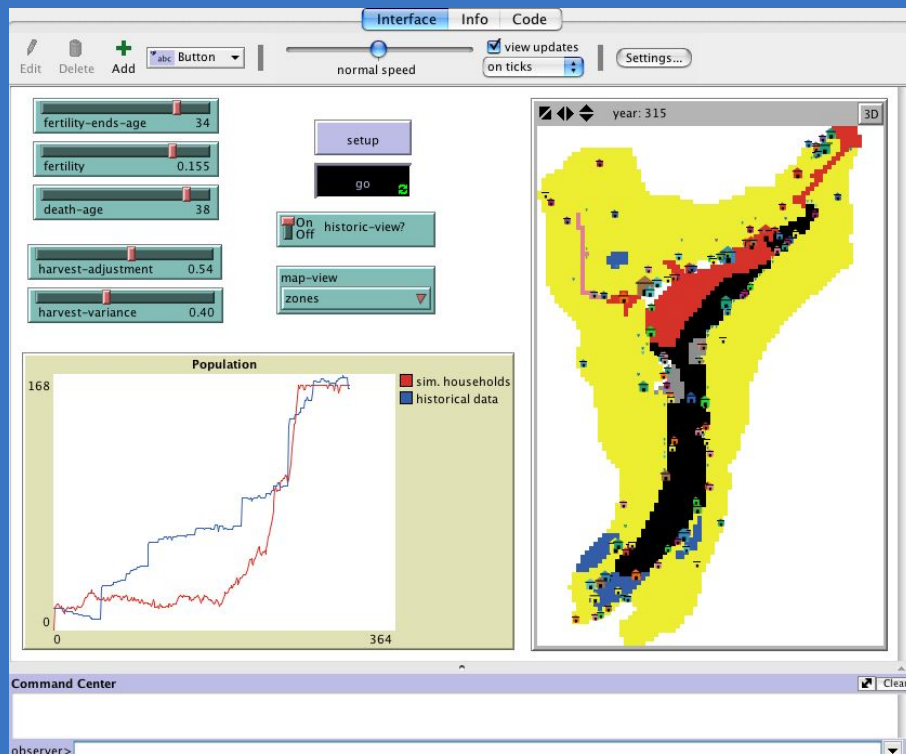 Interface Info Code
Edit Delete Add abc Button normal speed view updates
on ticks Settings...
fertility-ends-age 34
fertility 0.155
death-age 38
harvest-adjustment 0.54
harvest-variance 0.40
setup
go
On
Off historic-view?
map-view
zones
Population
168
0
0 364
sim. households
historical data
year: 315 3D
Command Center Clear
observer>